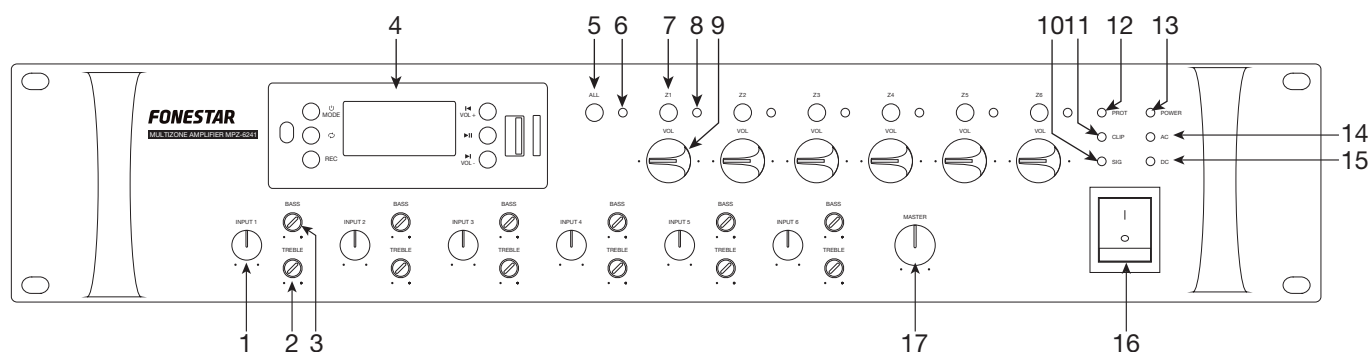 4 5 6 7 8 9 10 11 12 13
FONESTAR
MULTIZONE AMPLIFIER MPZ-6241
MODE
REC
VOL +
VOL -
ALL Z1 Z2 Z3 Z4 Z5 Z6
VOL VOL VOL VOL VOL VOL
PROT POWER
CLIP AC 14
SIG DC 15
INPUT 1 BASS INPUT 2 BASS INPUT 3 BASS INPUT 4 BASS INPUT 5 BASS INPUT 6 BASS MASTER
TREBLE TREBLE TREBLE TREBLE TREBLE TREBLE
1 2 3 17 16